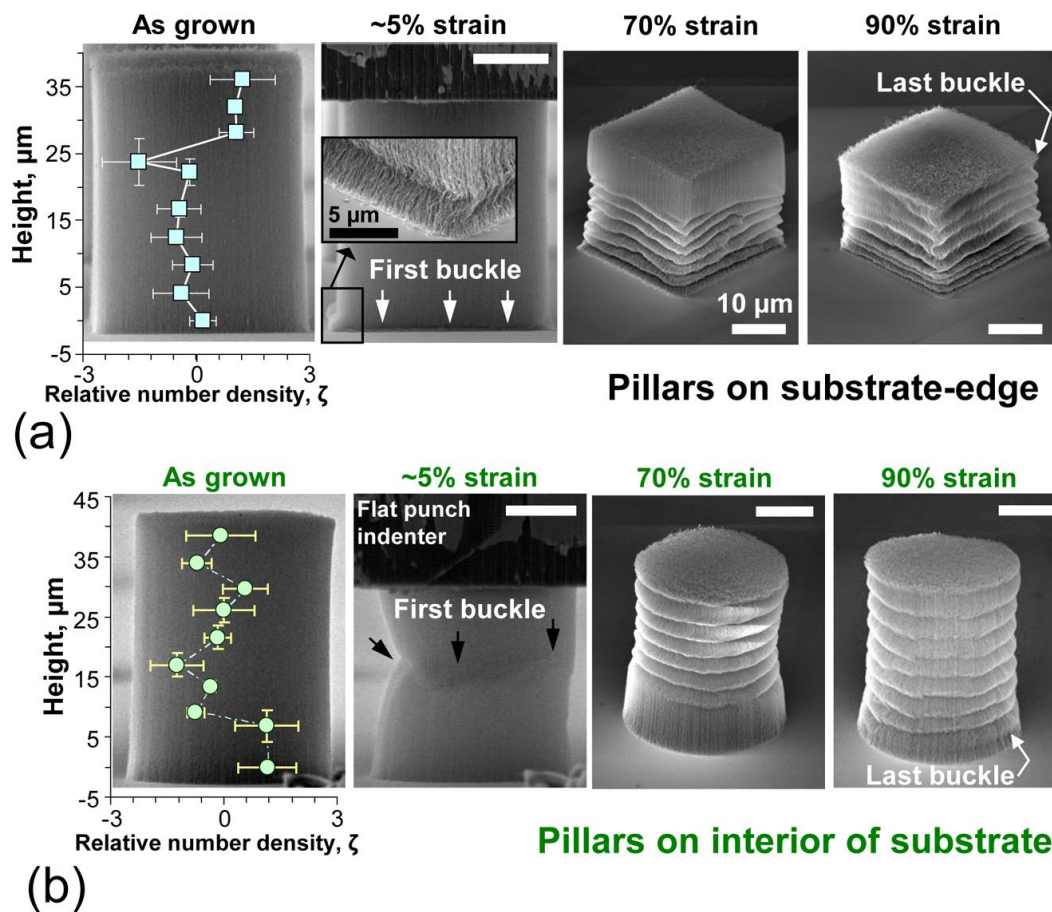 As grown
~5% strain
70% strain
90% strain
Height, µm
35
25
15
5
-5
-3
0
3
Relative number density, ζ
5 µm
First buckle
10 µm
Last buckle
Pillars on substrate-edge
(a)
As grown
~5% strain
70% strain
90% strain
Height, µm
45
35
25
15
5
-5
-3
0
3
Relative number density, ζ
Flat punch
indenter
First buckle
Last buckle
Pillars on interior of substrate
(b)